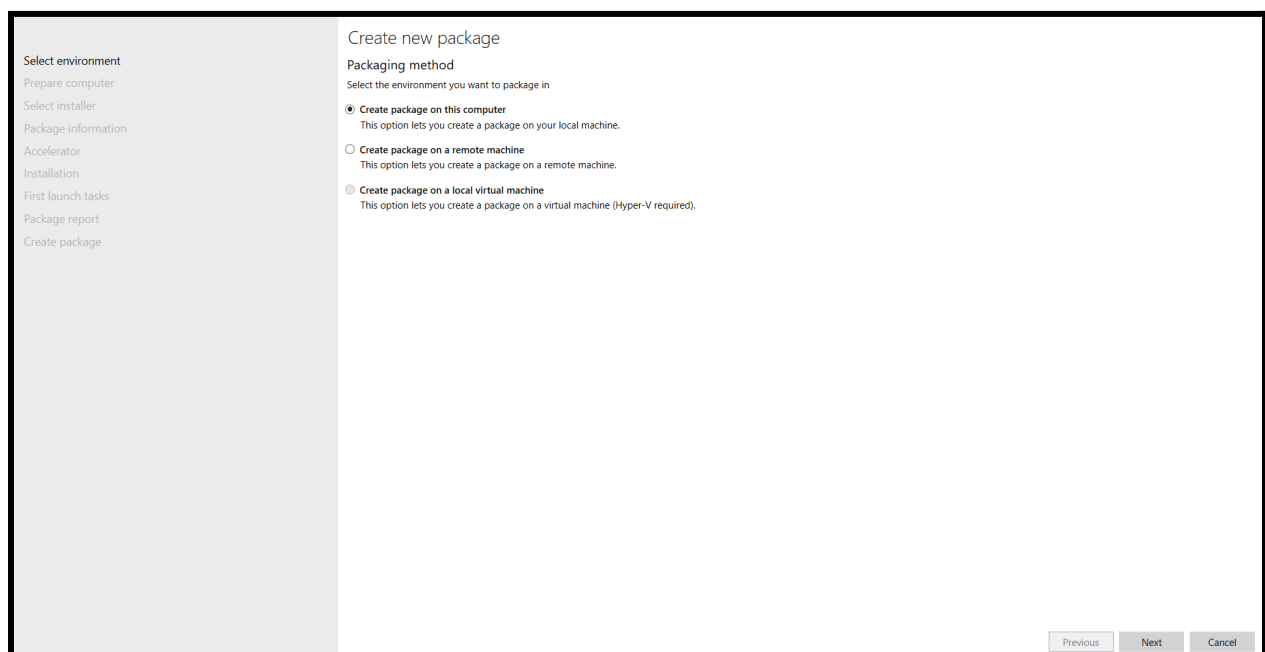 Select environment
Prepare computer
Select installer
Package information
Accelerator
Installation
First launch tasks
Package report
Create package
Create new package
Packaging method
Select the environment you want to package in
Create package on this computer
This option lets you create a package on your local machine.
Create package on a remote machine
This option lets you create a package on a remote machine.
Create package on a local virtual machine
This option lets you create a package on a virtual machine (Hyper-V required).
Previous
Next
Cancel